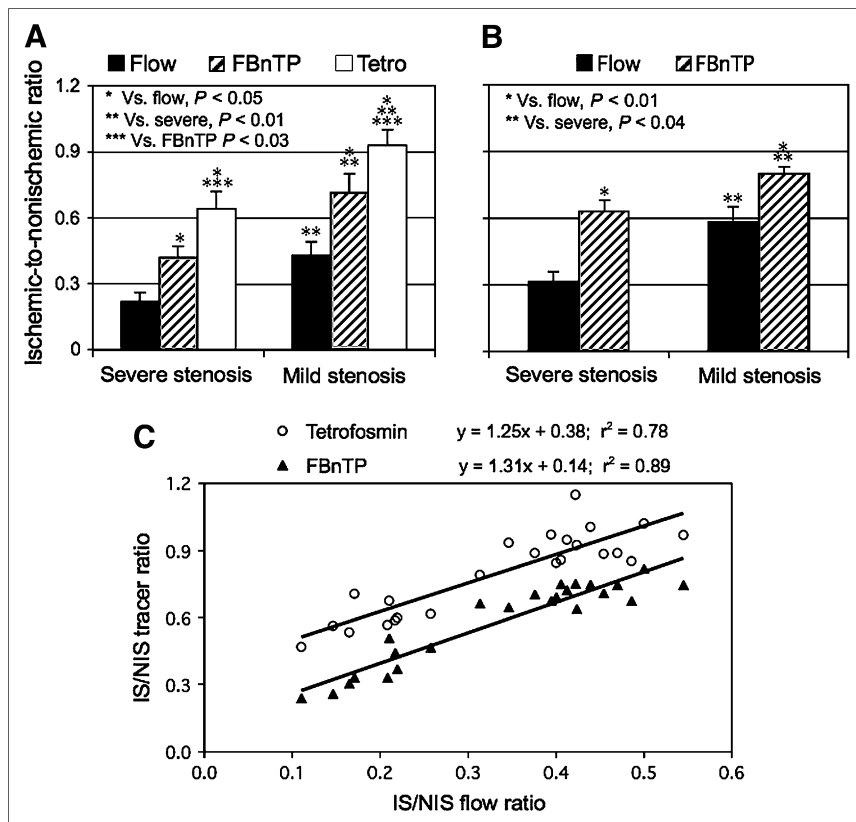 A
Flow FBnTP Tetro
Ischemic-to-nonischemic ratio
1.2
0.9
0.6
0.3
0
* Vs. flow, P < 0.05
** Vs. severe, P < 0.01
*** Vs. FBnTP P < 0.03
*
***
*
*
**
*
**
***
**
Severe stenosis Mild stenosis
B
Flow FBnTP
* Vs. flow, P < 0.01
** Vs. severe, P < 0.04
*
**
*
**
Severe stenosis Mild stenosis
C
Tetrofosmin y = 1.25x + 0.38; r² = 0.78
FBnTP y = 1.31x + 0.14; r² = 0.89
IS/NIS tracer ratio
1.2
0.9
0.6
0.3
0.0
0.0 0.1 0.2 0.3 0.4 0.5 0.6
IS/NIS flow ratio